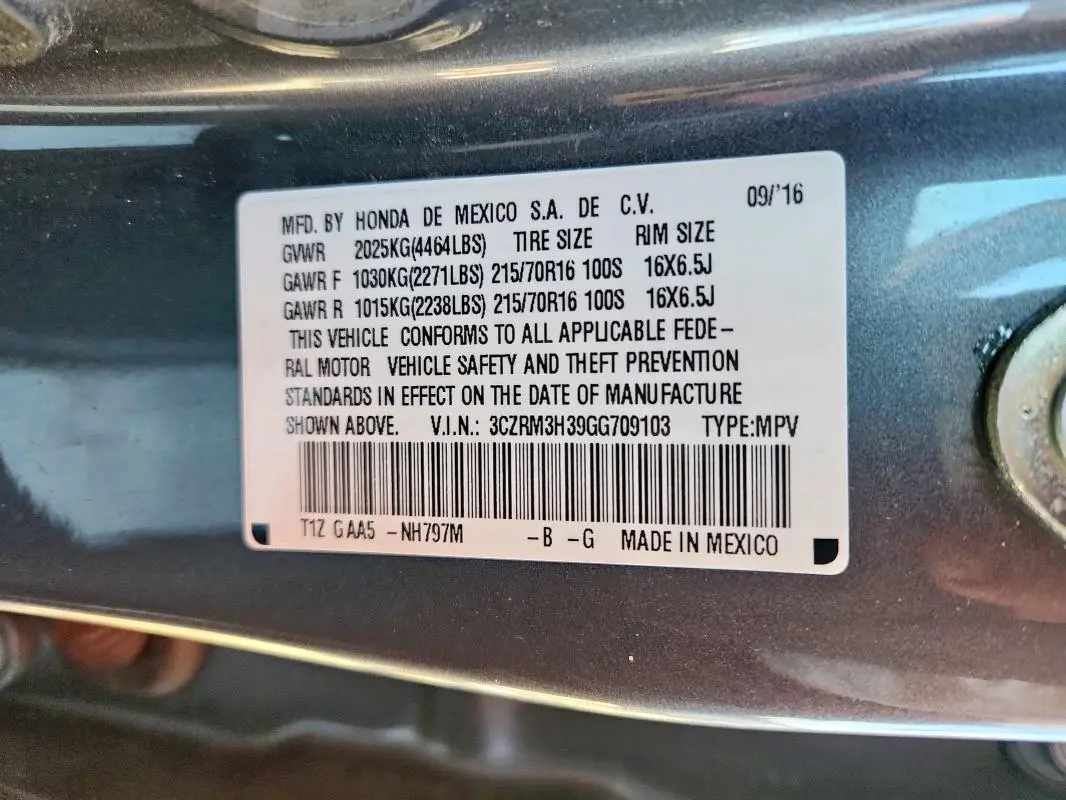 MFD. BY HONDA DE MEXICO S.A. DE C.V. 09/'16
GVWR 2025KG(4464LBS) TIRE SIZE RIM SIZE
GAWR F 1030KG(2271LBS) 215/70R16 100S 16X6.5J
GAWR R 1015KG(2238LBS) 215/70R16 100S 16X6.5J
THIS VEHICLE CONFORMS TO ALL APPLICABLE FEDE-
RAL MOTOR VEHICLE SAFETY AND THEFT PREVENTION
STANDARDS IN EFFECT ON THE DATE OF MANUFACTURE
SHOWN ABOVE. V.I.N.: 3CZRM3H39GG709103 TYPE:MPV
T1Z GAA5 -NH797M -B -G MADE IN MEXICO